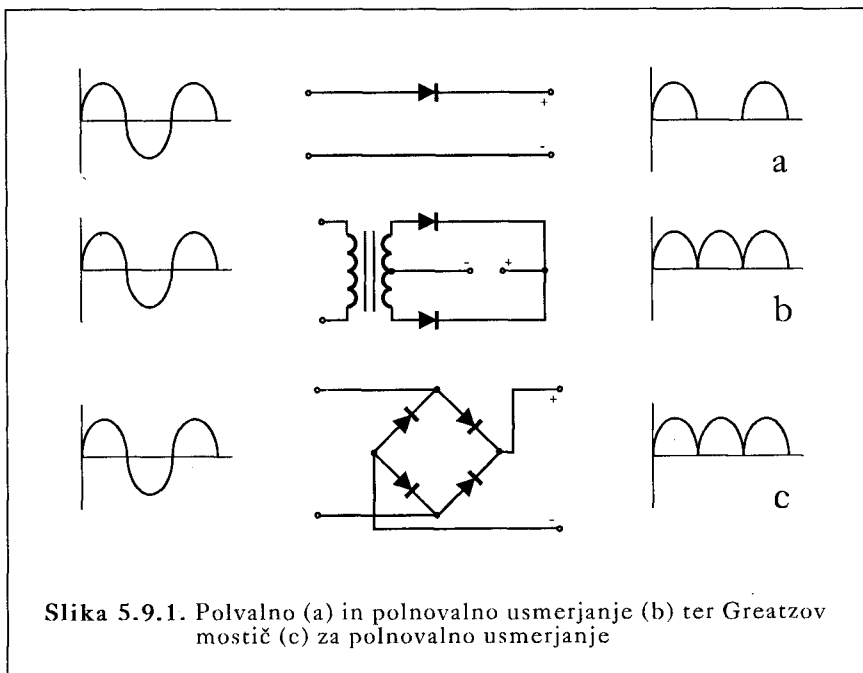 +
-
a
-
+
b
+
-
c
Slika 5.9.1. Polvalno (a) in polnovalno usmerjanje (b) ter Greatzov
mostič (c) za polnovalno usmerjanje